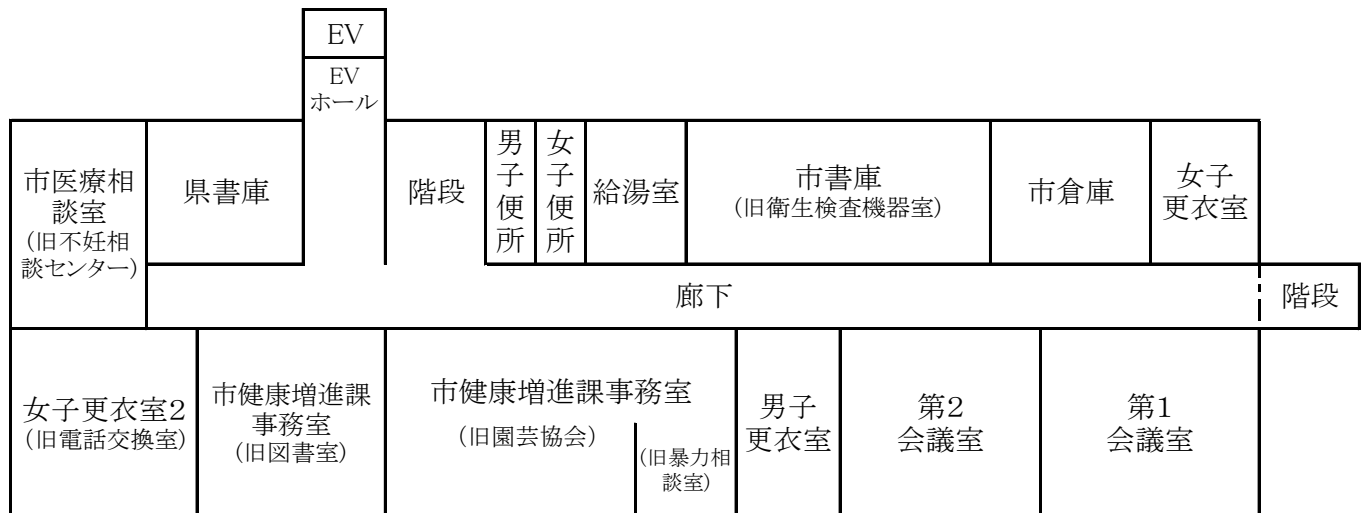 EV
EV
ホール
市医療相
談室
(旧不妊相
談センター)
県書庫
階段
男子便所
女子便所
給湯室
市書庫
(旧衛生検査機器室)
市倉庫
女子
更衣室
廊下
階段
女子更衣室2
(旧電話交換室)
市健康増進課
事務室
(旧図書室)
市健康増進課事務室
(旧園芸協会)
(旧暴力相
談室)
男子
更衣室
第2
会議室
第1
会議室